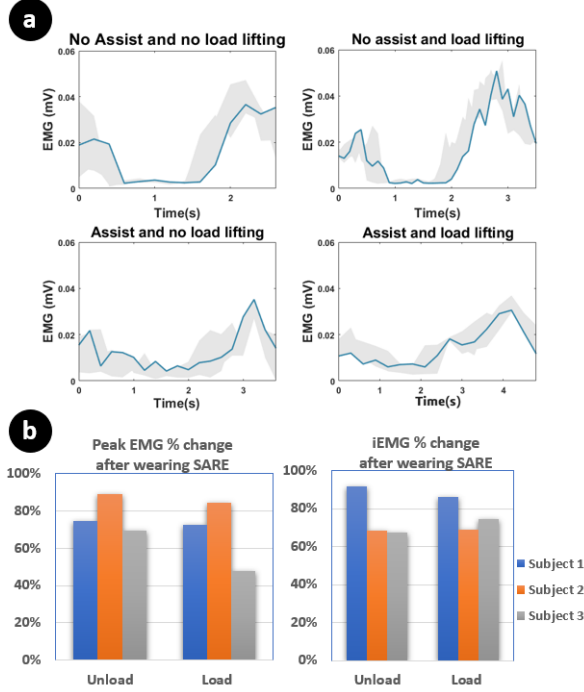 a
No Assist and no load lifting
No assist and load lifting
0.06
0.04
0.02
0
EMG (mV)
0
1
2
Time(s)
0.06
0.04
0.02
0
EMG (mV)
0
1
2
3
Time(s)
Assist and no load lifting
Assist and load lifting
0.06
0.04
0.02
0
EMG (mV)
0
1
2
3
Time(s)
0.06
0.04
0.02
0
EMG (mV)
0
1
2
3
4
Time(s)
b
Peak EMG % change
after wearing SARE
100%
80%
60%
40%
20%
0%
Unload
Load
iEMG % change
after wearing SARE
100%
80%
60%
40%
20%
0%
Unload
Load
Subject 1
Subject 2
Subject 3